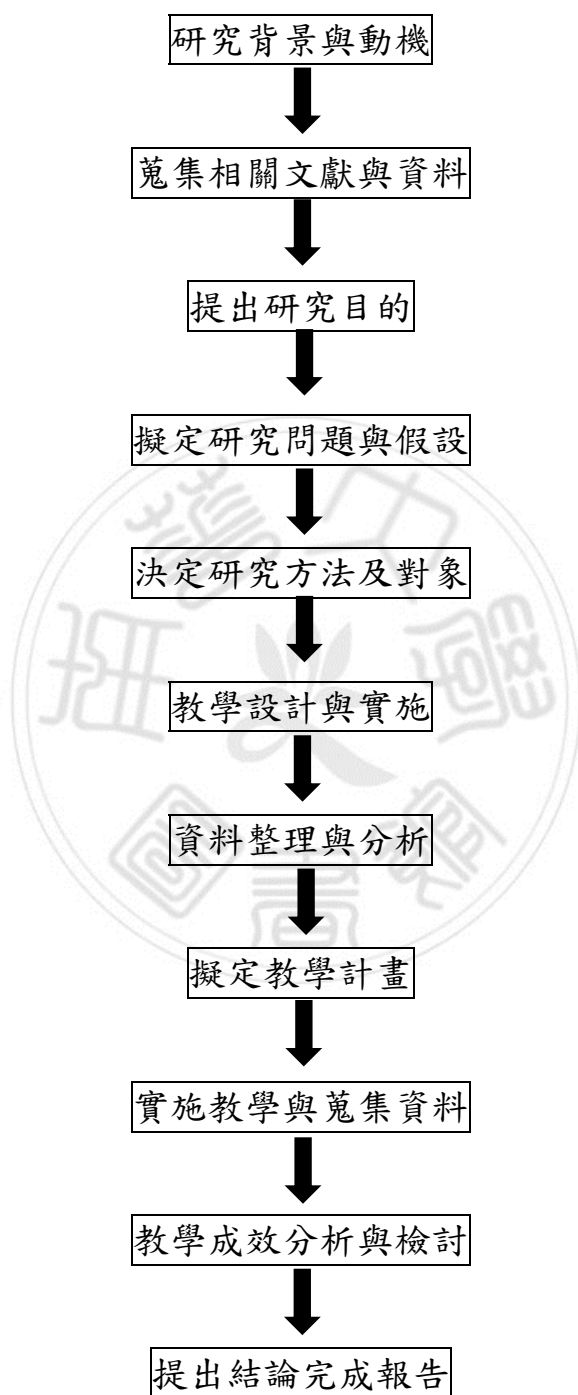 研究背景與動機
蒐集相關文獻與資料
提出研究目的
擬定研究問題與假設
決定研究方法及對象
教學設計與實施
資料整理與分析
擬定教學計畫
實施教學與蒐集資料
教學成效分析與檢討
提出結論完成報告